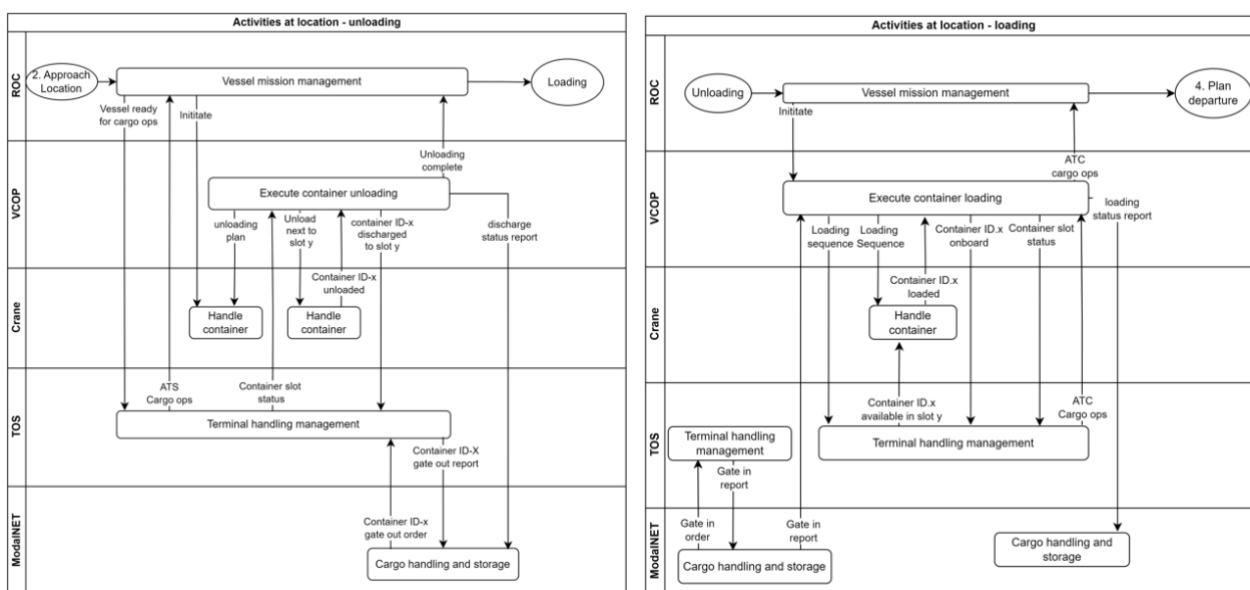 Activities at location - unloading
ROC
2. Approach
Location
Vessel mission management
Loading
Vessel ready
for cargo ops
Inititate
Unloading
complete
VCOP
Execute container unloading
unloading
plan
Unload
next to
slot y
container ID-x
discharged
to slot y
discharge
status report
Container ID-x
unloaded
Crane
Handle
container
Handle
container
ATS
Cargo ops
Container slot
status
TOS
Terminal handling management
Container ID-X
gate out report
Container ID-x
gate out order
ModalNET
Cargo handling and storage
Activities at location - loading
ROC
Unloading
Vessel mission management
4. Plan
departure
Inititate
ATC
cargo ops
VCOP
Execute container loading
loading
status report
Loading
sequence
Loading
Sequence
Container ID.x
onboard
Container slot
status
Container ID.x
loaded
Crane
Handle
container
Container ID.x
available in slot y
ATC
Cargo ops
TOS
Terminal handling
management
Terminal handling management
Gate in
report
Gate in
order
Gate in
report
ModalNET
Cargo handling and storage
Cargo handling and
storage